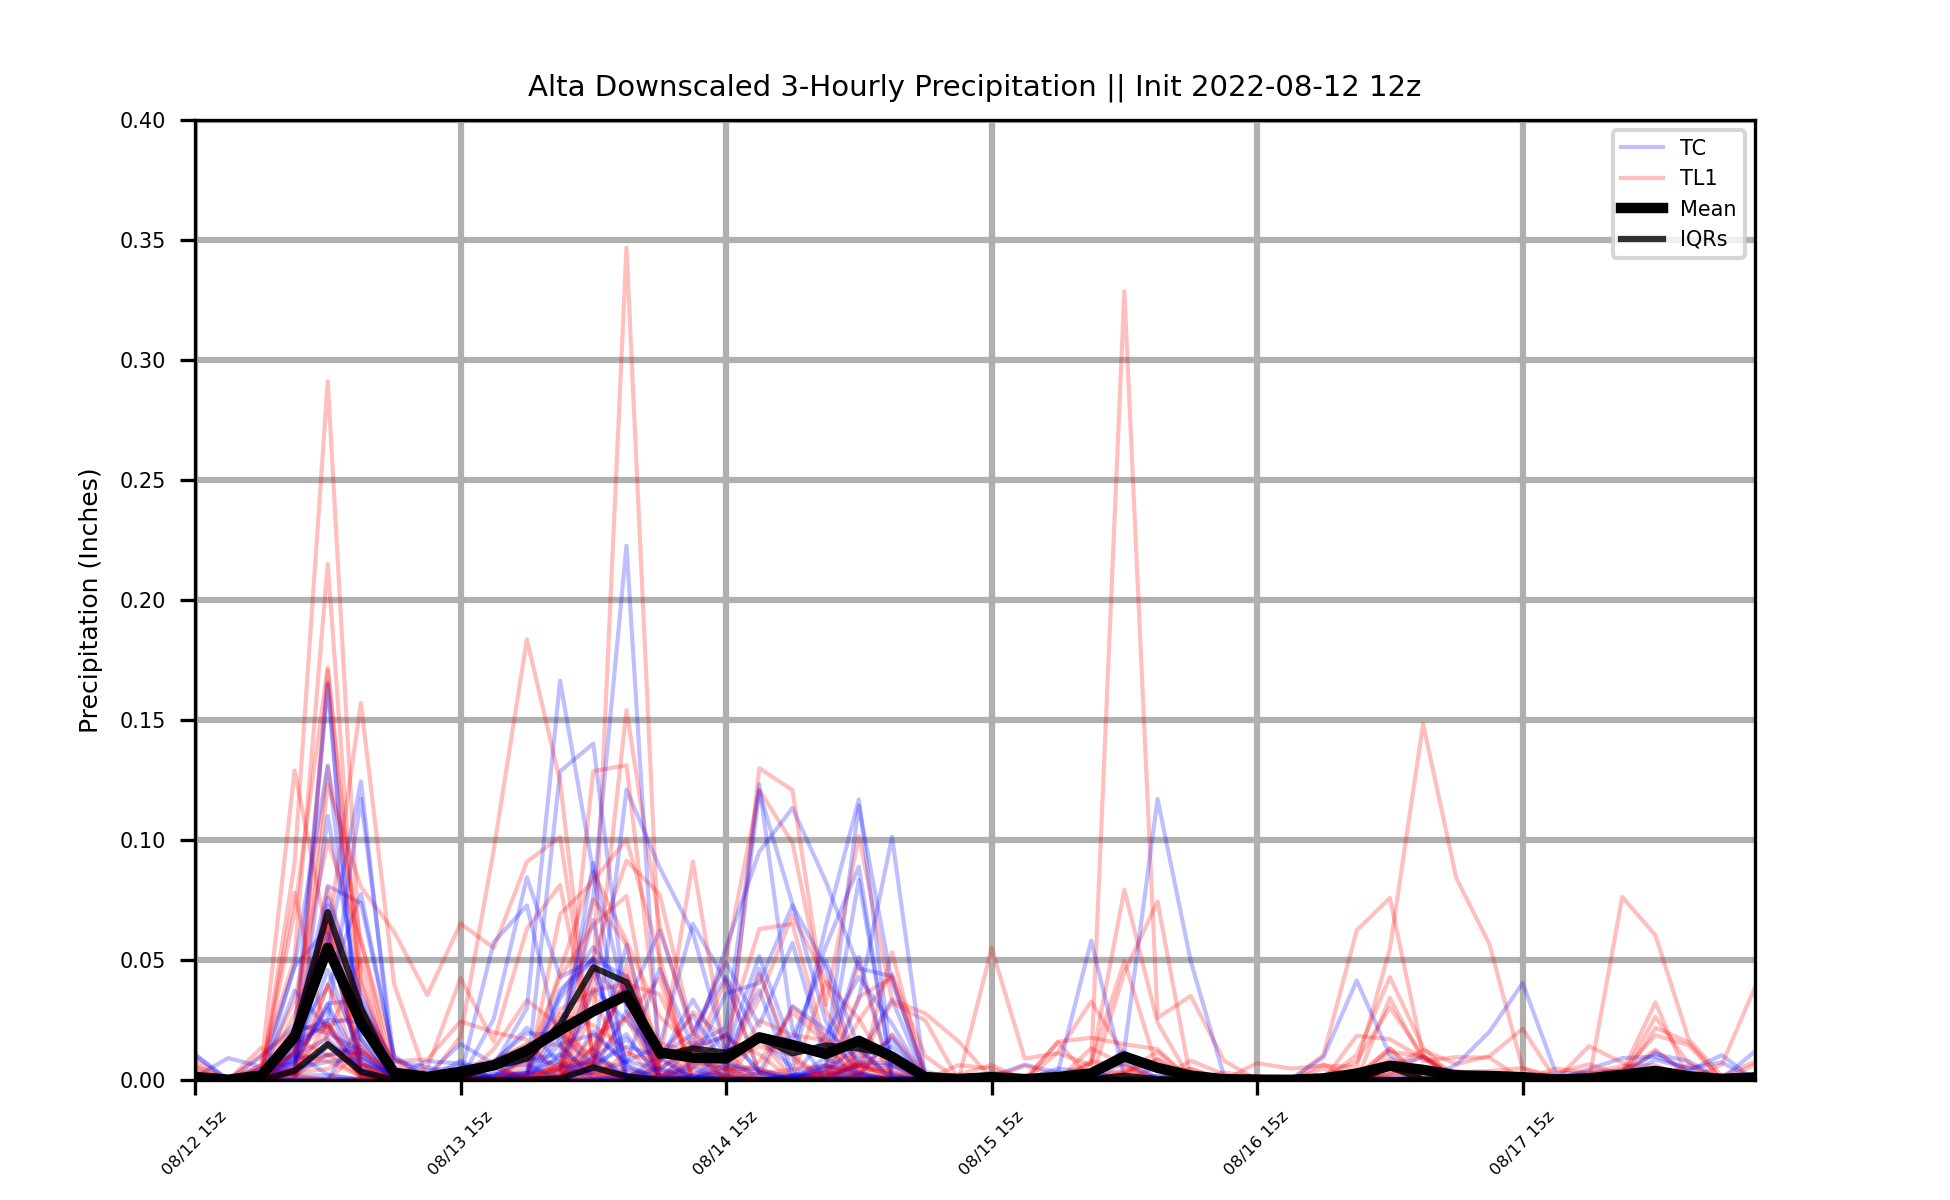 Alta Downscaled 3-Hourly Precipitation || Init 2022-08-12 12z
TC
TL1
Mean
IQRs
Precipitation (Inches)
0.40
0.35
0.30
0.25
0.20
0.15
0.10
0.05
0.00
08/12 15z
08/13 15z
08/14 15z
08/15 15z
08/16 15z
08/17 15z